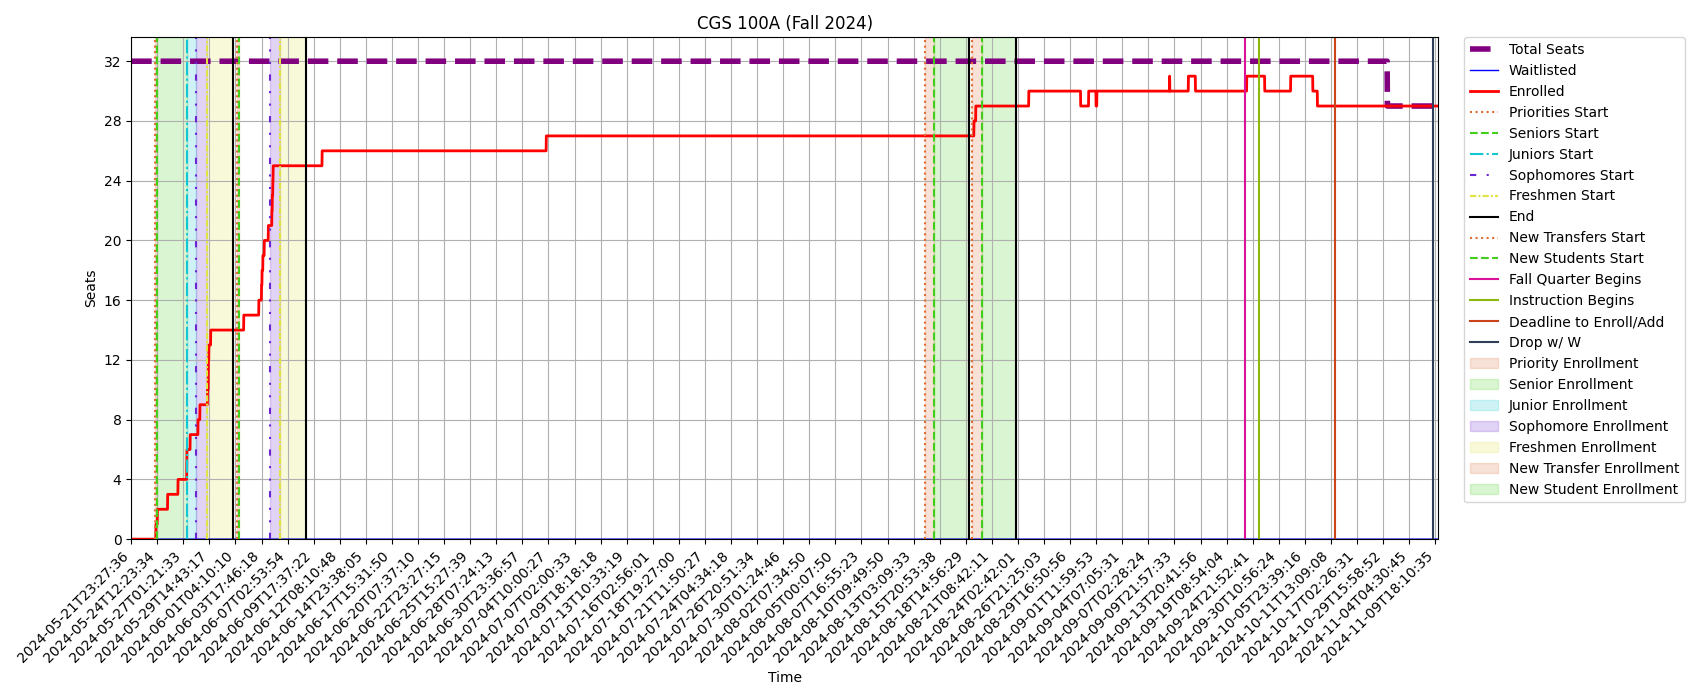 CGS 100A (Fall 2024)
Seats
32
28
24
20
16
12
8
4
0
2024-05-21T23:27:36
2024-05-24T12:23:34
2024-05-27T01:21:33
2024-05-29T14:43:17
2024-06-01T04:10:10
2024-06-03T17:46:18
2024-06-07T02:53:54
2024-06-09T17:37:22
2024-06-12T08:10:48
2024-06-14T23:38:05
2024-06-17T15:31:50
2024-06-20T07:37:10
2024-06-22T23:27:15
2024-06-25T15:27:39
2024-06-28T07:24:13
2024-06-30T23:36:57
2024-07-04T10:00:27
2024-07-07T02:00:33
2024-07-09T18:18:18
2024-07-13T10:33:19
2024-07-16T02:56:01
2024-07-18T19:27:00
2024-07-21T11:50:27
2024-07-24T04:34:18
2024-07-26T20:51:34
2024-07-30T01:24:46
2024-08-02T07:34:50
2024-08-05T00:07:50
2024-08-07T16:55:23
2024-08-10T09:49:50
2024-08-13T03:09:33
2024-08-15T20:53:38
2024-08-18T14:56:29
2024-08-21T08:42:11
2024-08-24T02:42:01
2024-08-26T21:25:03
2024-08-29T16:50:56
2024-09-01T11:59:53
2024-09-04T07:05:31
2024-09-07T02:28:24
2024-09-09T21:57:33
2024-09-13T20:41:56
2024-09-19T08:54:04
2024-09-24T21:52:41
2024-09-30T10:56:24
2024-10-05T23:39:16
2024-10-11T13:09:08
2024-10-17T02:26:31
2024-10-29T15:58:52
2024-11-04T04:30:45
2024-11-09T18:10:35
Time
Total Seats
Waitlisted
Enrolled
Priorities Start
Seniors Start
Juniors Start
Sophomores Start
Freshmen Start
End
New Transfers Start
New Students Start
Fall Quarter Begins
Instruction Begins
Deadline to Enroll/Add
Drop w/ W
Priority Enrollment
Senior Enrollment
Junior Enrollment
Sophomore Enrollment
Freshmen Enrollment
New Transfer Enrollment
New Student Enrollment